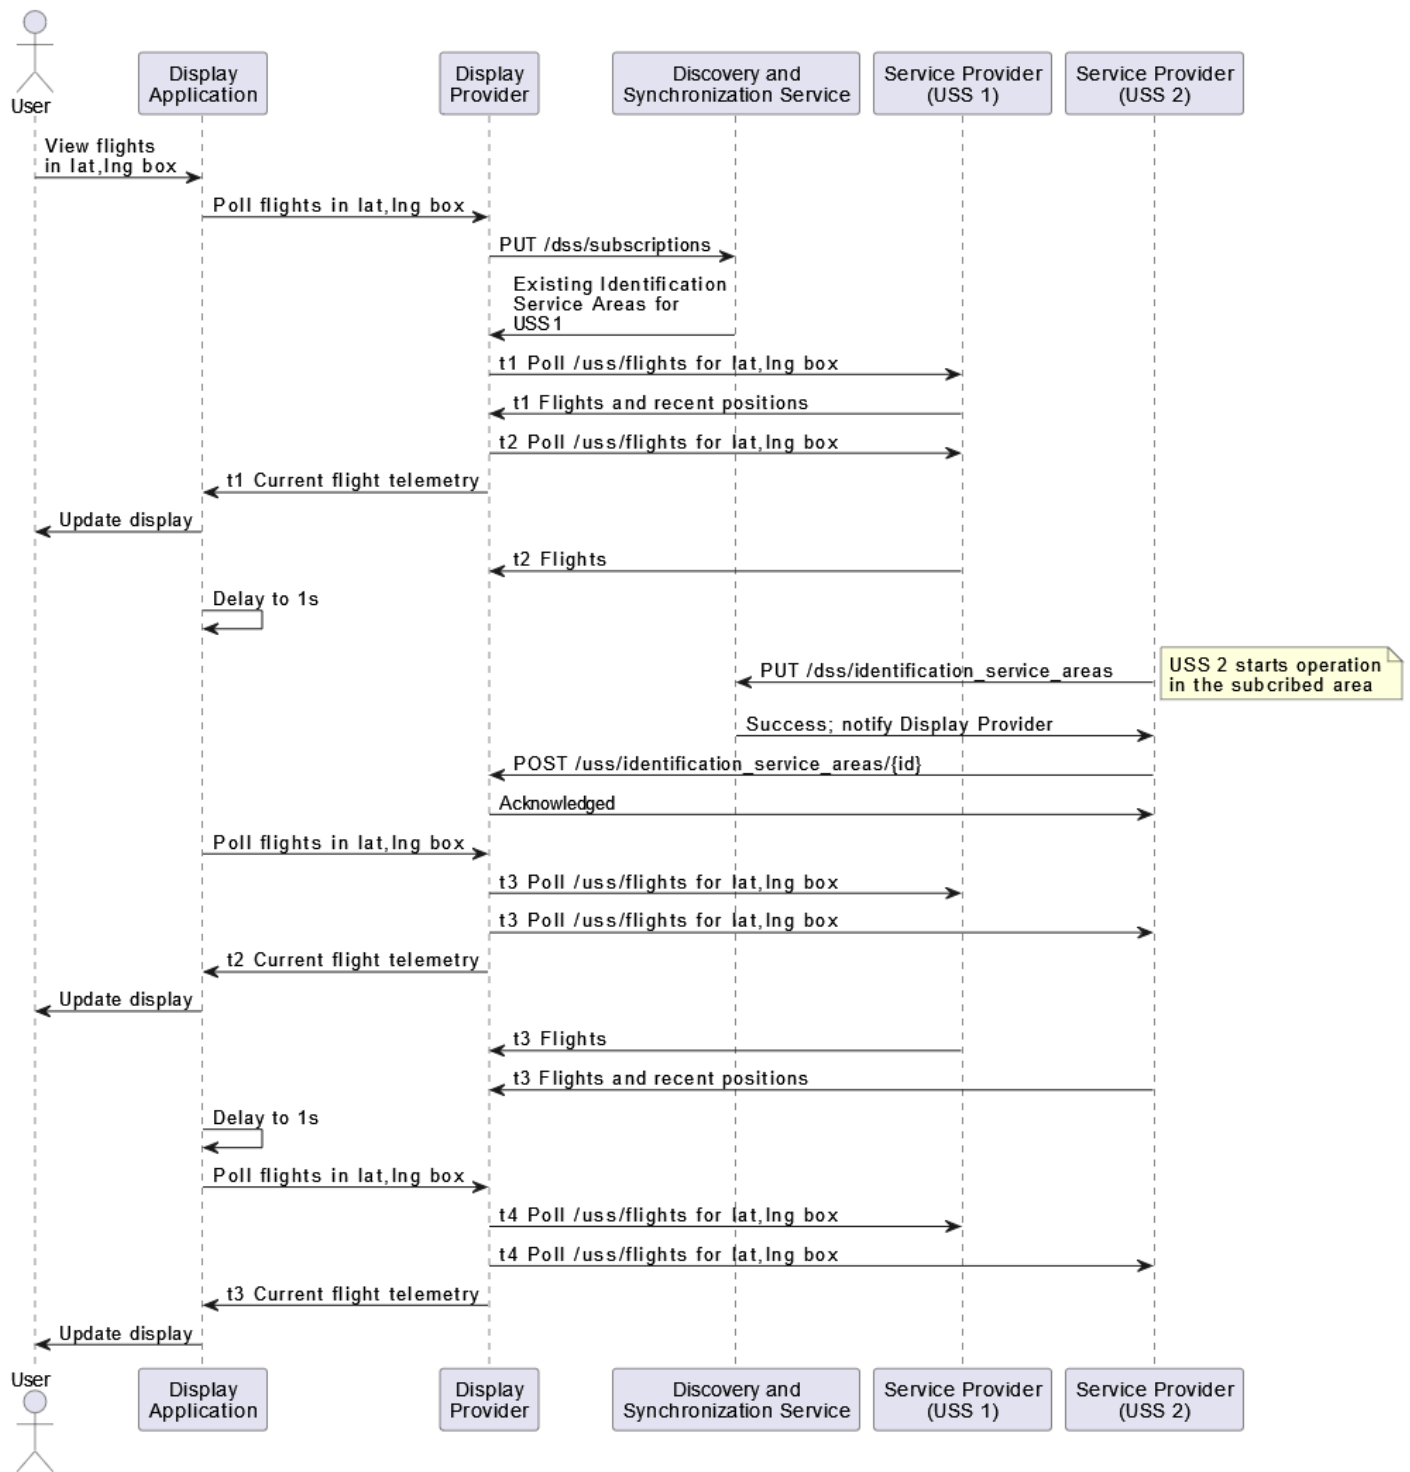 User
Display
Application
Display
Provider
Discovery and
Synchronization Service
Service Provider
(USS 1)
Service Provider
(USS 2)
View flights
in lat,lng box
Poll flights in lat,lng box
PUT /dss/subscriptions
Existing Identification
Service Areas for
USS1
t1 Poll /uss/flights for lat,lng box
t1 Flights and recent positions
t2 Poll /uss/flights for lat,lng box
t1 Current flight telemetry
Update display
t2 Flights
Delay to 1s
PUT /dss/identification_service_areas
USS 2 starts operation
in the subcribed area
Success; notify Display Provider
POST /uss/identification_service_areas/{id}
Acknowledged
Poll flights in lat,lng box
t3 Poll /uss/flights for lat,lng box
t3 Poll /uss/flights for lat,lng box
t2 Current flight telemetry
Update display
t3 Flights
t3 Flights and recent positions
Delay to 1s
Poll flights in lat,lng box
t4 Poll /uss/flights for lat,lng box
t4 Poll /uss/flights for lat,lng box
t3 Current flight telemetry
Update display
User
Display
Application
Display
Provider
Discovery and
Synchronization Service
Service Provider
(USS 1)
Service Provider
(USS 2)